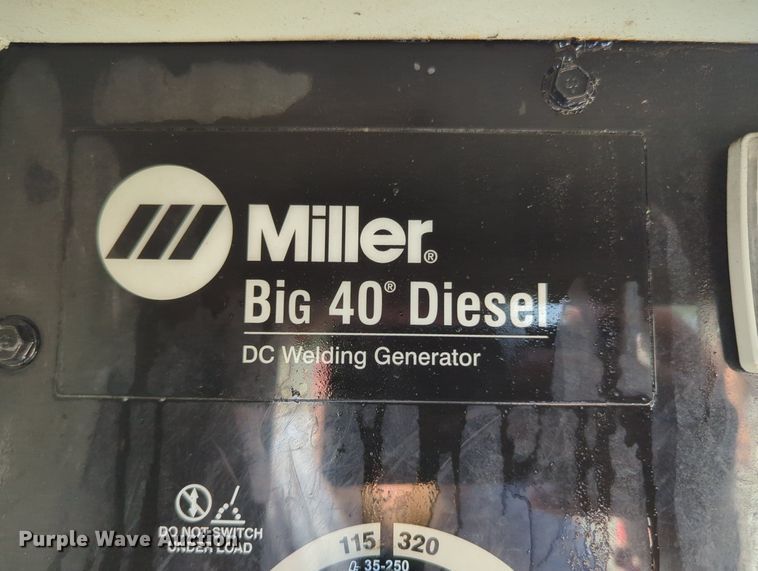 Miller®
Big 40® Diesel
DC Welding Generator
DO NOT SWITCH
UNDER LOAD
115 320
35-250
Purple Wave Auction